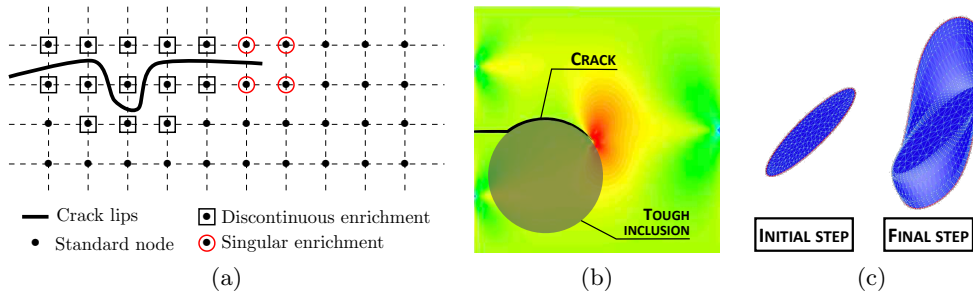 Crack lips
Standard node
Discontinuous enrichment
Singular enrichment
(a)
CRACK
TOUGH
INCLUSION
(b)
INITIAL STEP
FINAL STEP
(c)